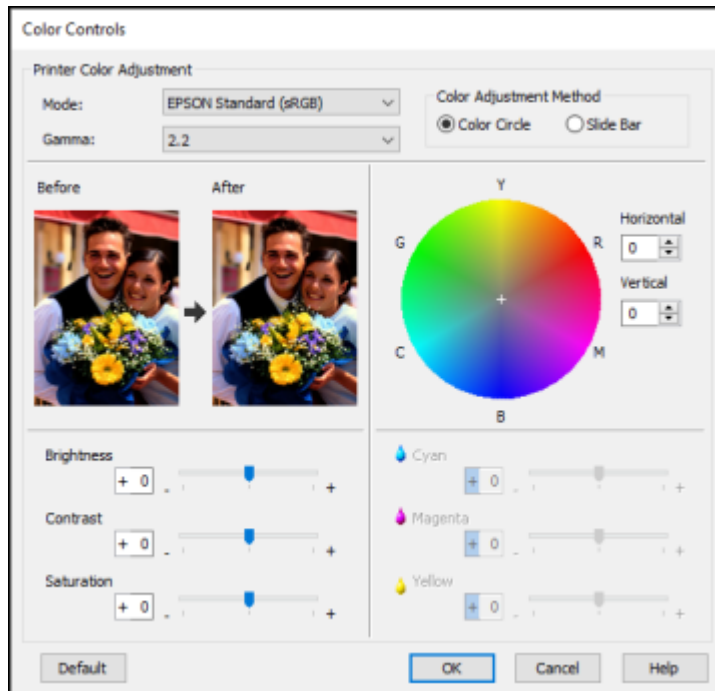 Color Controls
Printer Color Adjustment
Mode:
EPSON Standard (sRGB)
Gamma:
2.2
Color Adjustment Method
Color Circle
Slide Bar
Before
After
Y
G
R
C
M
B
Horizontal
0
Vertical
0
Brightness
+ 0
- +
Contrast
+ 0
- +
Saturation
+ 0
- +
Cyan
+ 0
- +
Magenta
+ 0
- +
Yellow
+ 0
- +
Default
OK
Cancel
Help